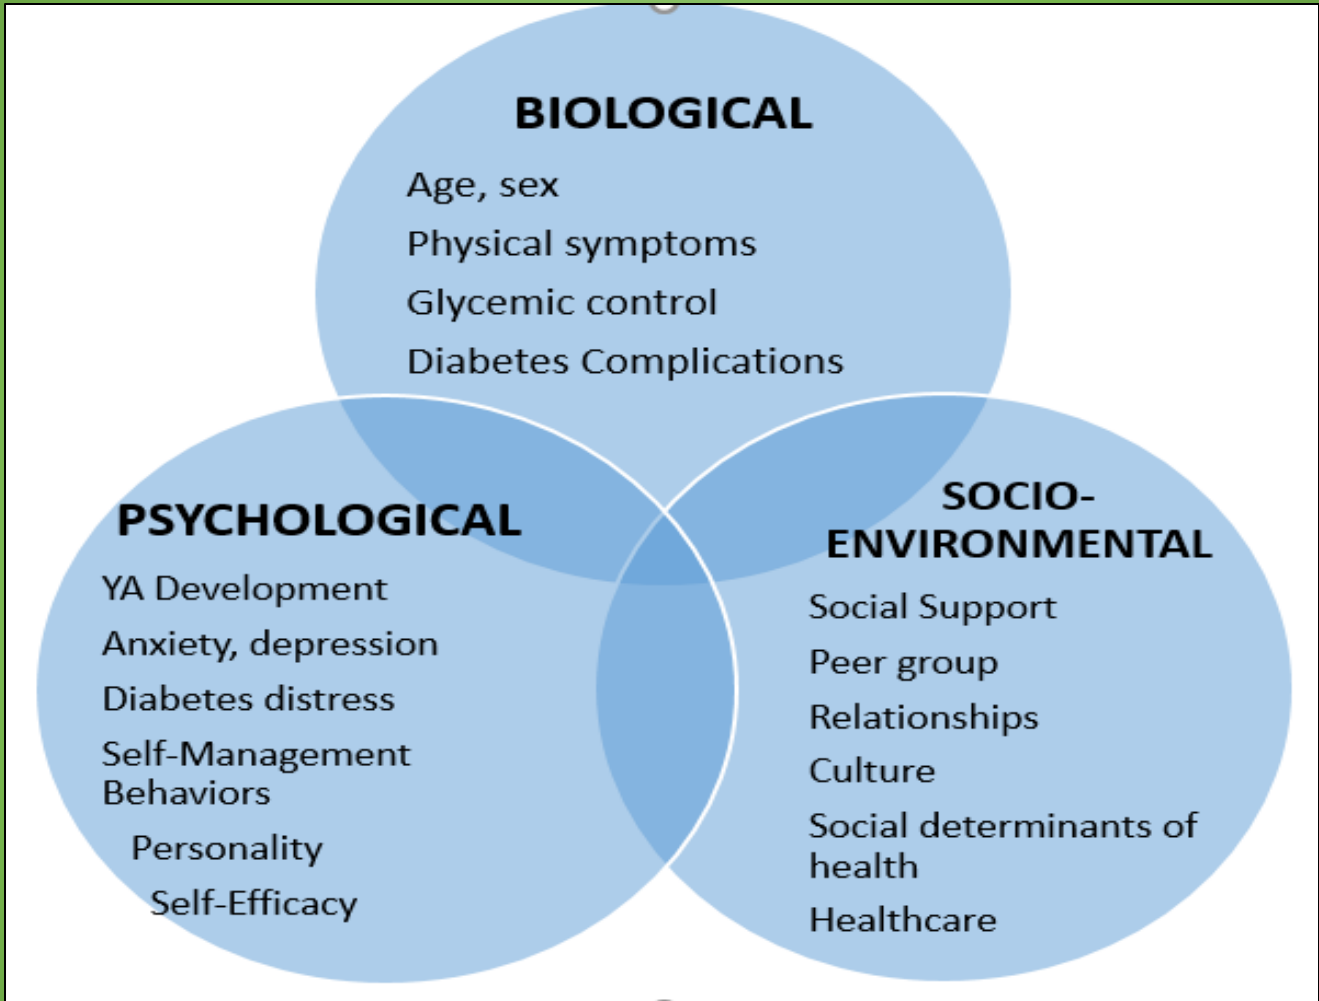 BIOLOGICAL
Age, sex
Physical symptoms
Glycemic control
Diabetes Complications
PSYCHOLOGICAL
YA Development
Anxiety, depression
Diabetes distress
Self-Management
Behaviors
Personality
Self-Efficacy
SOCIO-
ENVIRONMENTAL
Social Support
Peer group
Relationships
Culture
Social determinants of
health
Healthcare